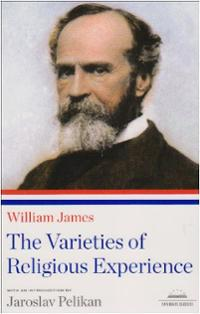 William James
The Varieties of
Religious Experience
WITH AN INTRODUCTION BY
Jaroslav Pelikan